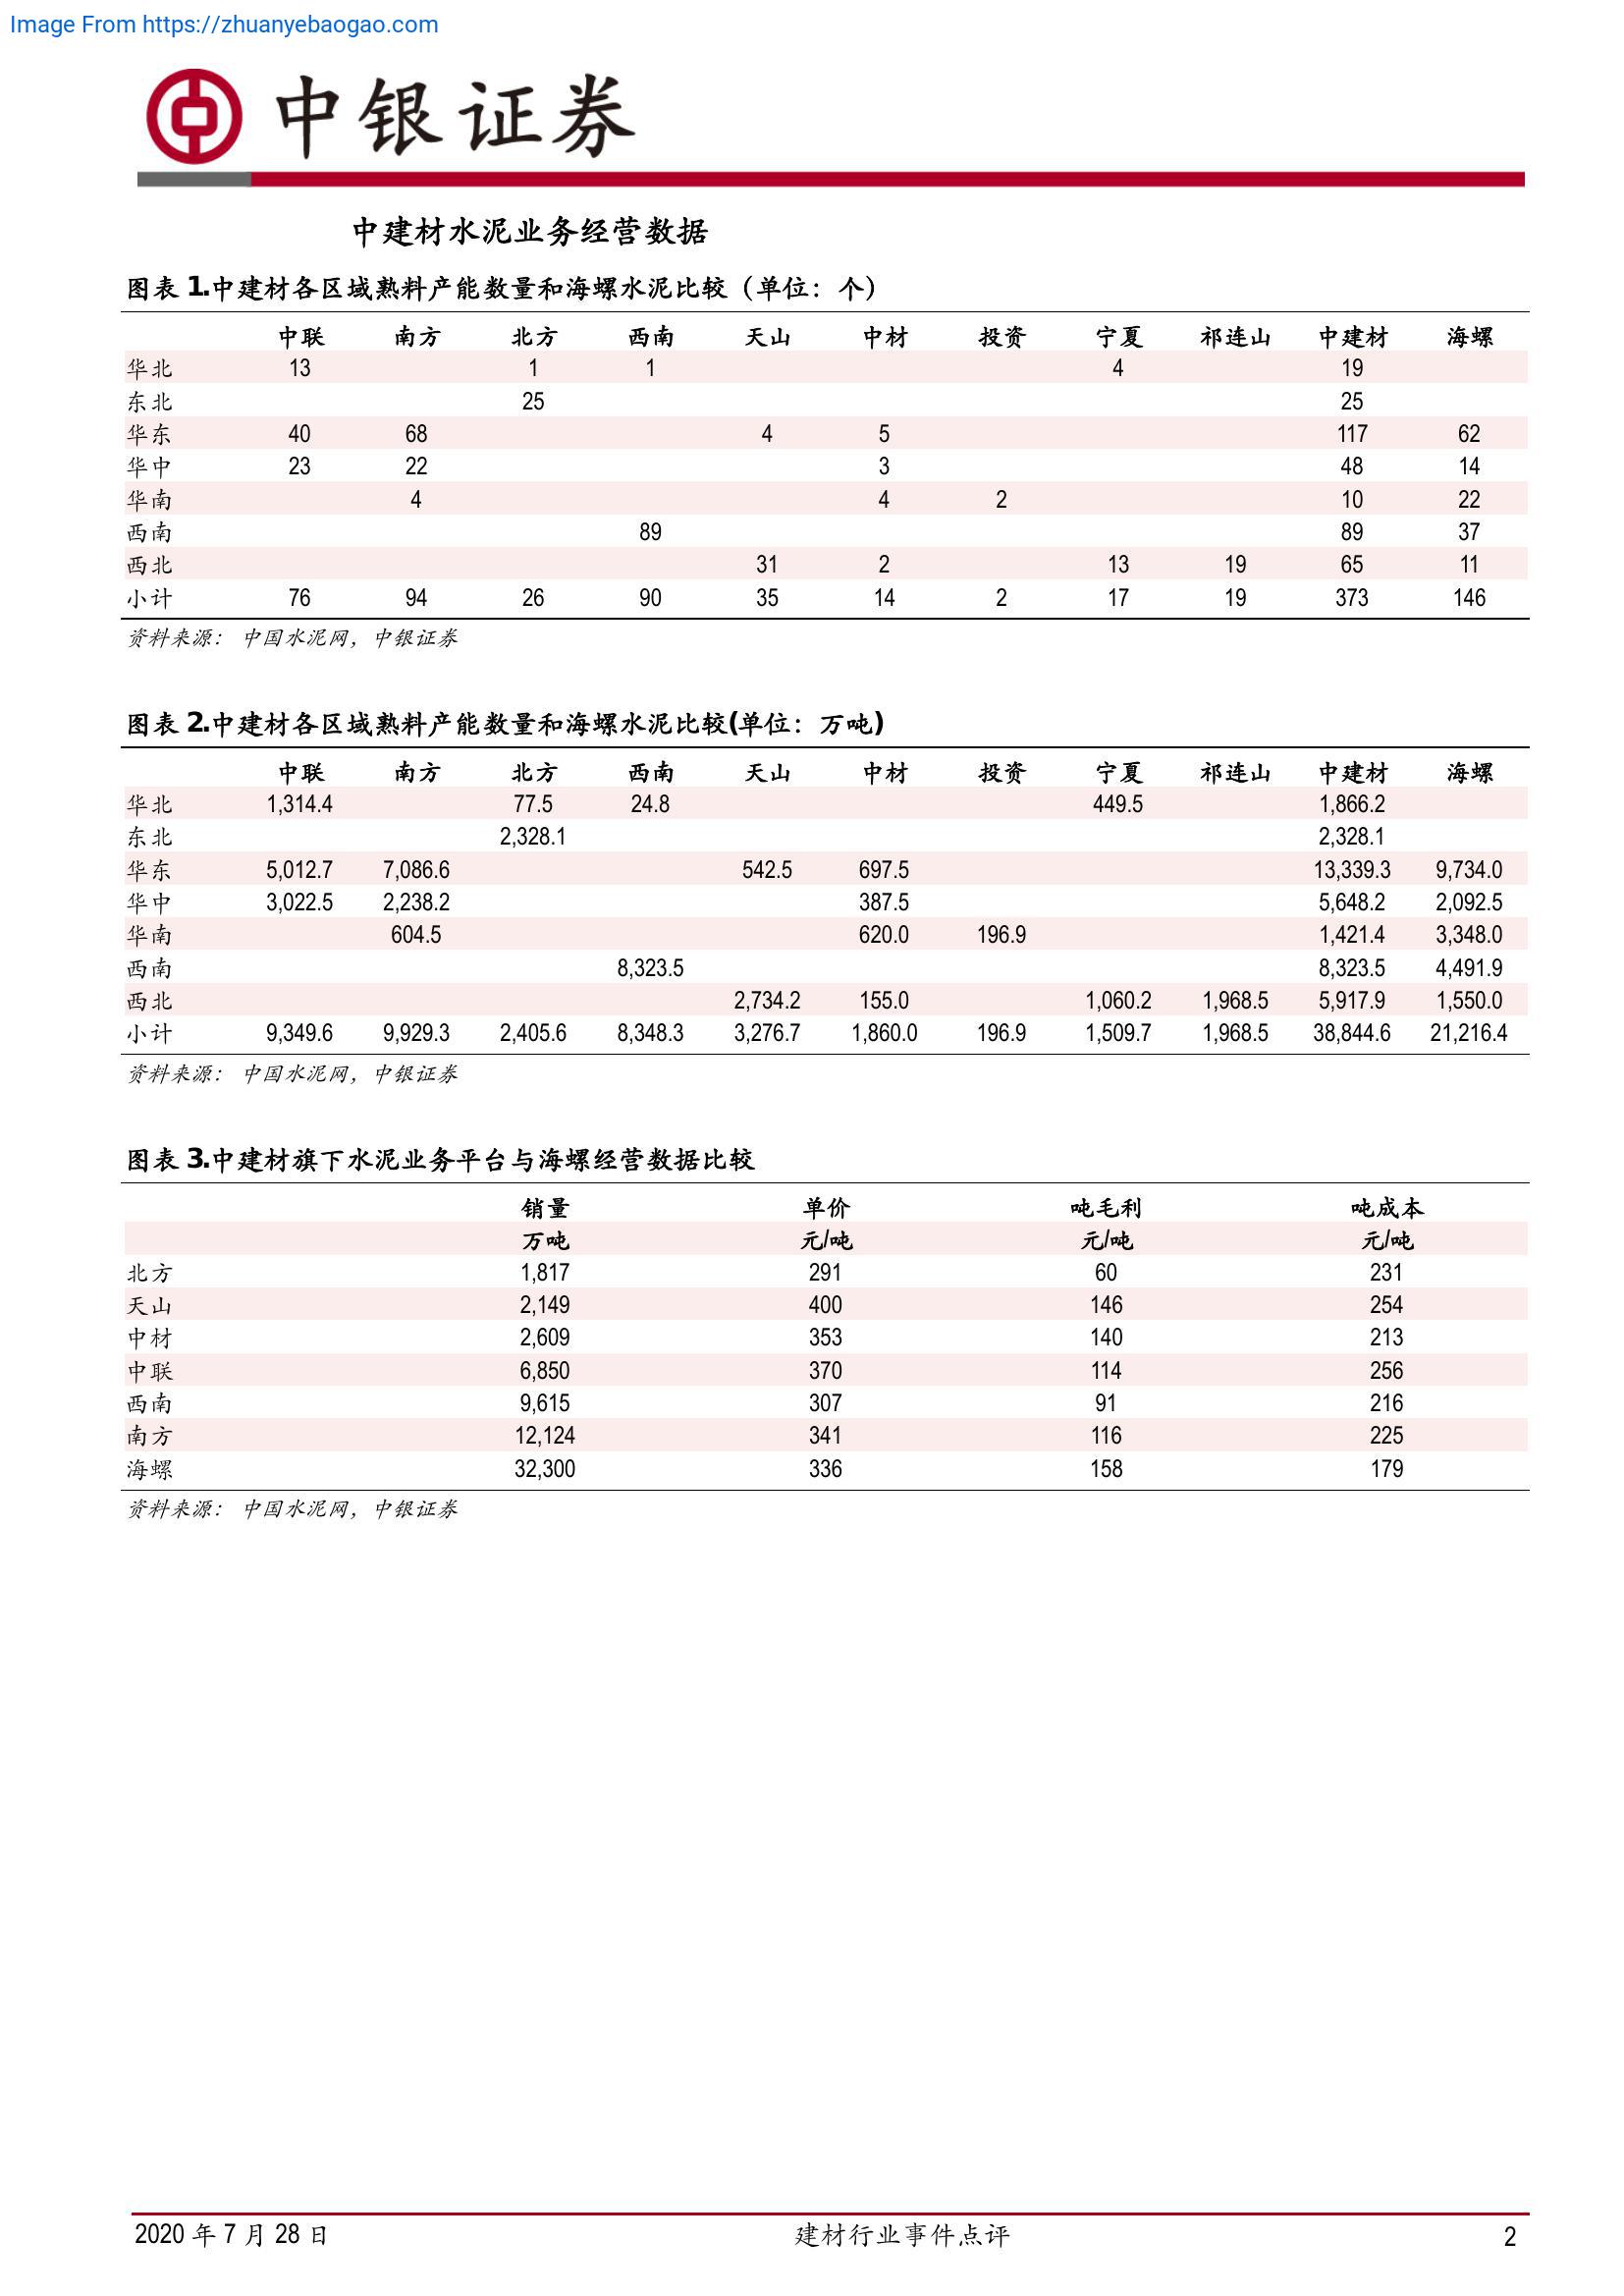 Image From https://zhuanyebaogao.com
中银证券
中建材水泥业务经营数据
图表 1.中建材各区域熟料产能数量和海螺水泥比较（单位：个）
中联 南方 北方 西南 天山 中材 投资 宁夏 祁连山 中建材 海螺
华北 13 1 1 4 19
东北 25 25
华东 40 68 4 5 117 62
华中 23 22 3 48 14
华南 4 4 2 10 22
西南 89 89 37
西北 31 2 13 19 65 11
小计 76 94 26 90 35 14 2 17 19 373 146
资料来源： 中国水泥网，中银证券
图表 2.中建材各区域熟料产能数量和海螺水泥比较(单位：万吨)
中联 南方 北方 西南 天山 中材 投资 宁夏 祁连山 中建材 海螺
华北 1,314.4 77.5 24.8 449.5 1,866.2
东北 2,328.1 2,328.1
华东 5,012.7 7,086.6 542.5 697.5 13,339.3 9,734.0
华中 3,022.5 2,238.2 387.5 5,648.2 2,092.5
华南 604.5 620.0 196.9 1,421.4 3,348.0
西南 8,323.5 8,323.5 4,491.9
西北 2,734.2 155.0 1,060.2 1,968.5 5,917.9 1,550.0
小计 9,349.6 9,929.3 2,405.6 8,348.3 3,276.7 1,860.0 196.9 1,509.7 1,968.5 38,844.6 21,216.4
资料来源： 中国水泥网，中银证券
图表 3.中建材旗下水泥业务平台与海螺经营数据比较
销量 单价 吨毛利 吨成本
万吨 元/吨 元/吨 元/吨
北方 1,817 291 60 231
天山 2,149 400 146 254
中材 2,609 353 140 213
中联 6,850 370 114 256
西南 9,615 307 91 216
南方 12,124 341 116 225
海螺 32,300 336 158 179
资料来源： 中国水泥网，中银证券
2020 年 7 月 28 日 建材行业事件点评 2